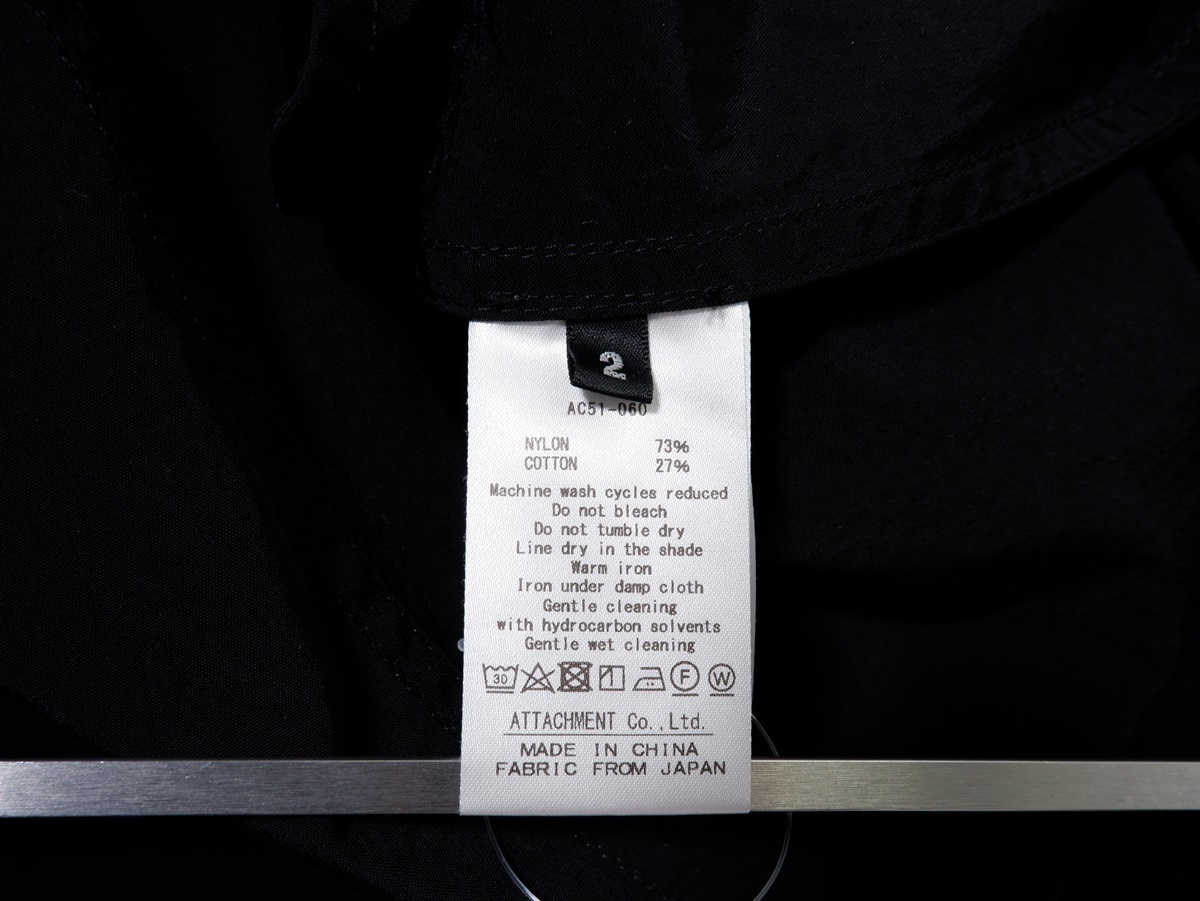 2
AC51-060
NYLON 73%
COTTON 27%
Machine wash cycles reduced
Do not bleach
Do not tumble dry
Line dry in the shade
Warm iron
Iron under damp cloth
Gentle cleaning
with hydrocarbon solvents
Gentle wet cleaning
30 F W
ATTACHMENT Co.,Ltd.
MADE IN CHINA
FABRIC FROM JAPAN